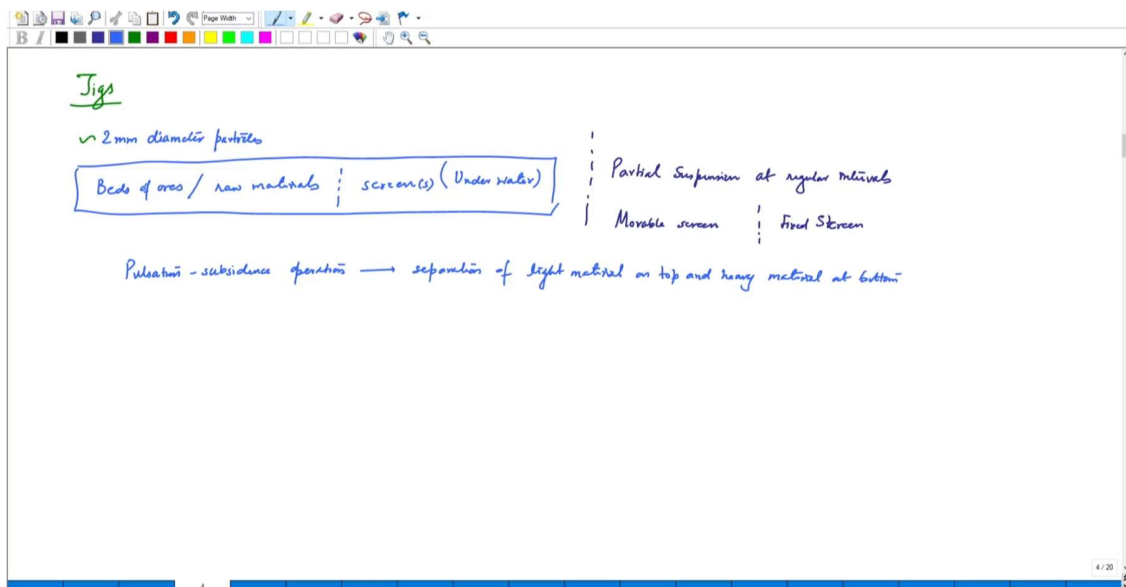 Page Width
B I
Jigs
~ 2mm diameter particles
Beds of ores / raw materials ¦ screen(s) (Under water)
Partial Suspension at regular intervals
Movable screen ¦ Fixed Screen
Pulsation - subsidence operation → separation of light material on top and heavy material at bottom
4 / 20